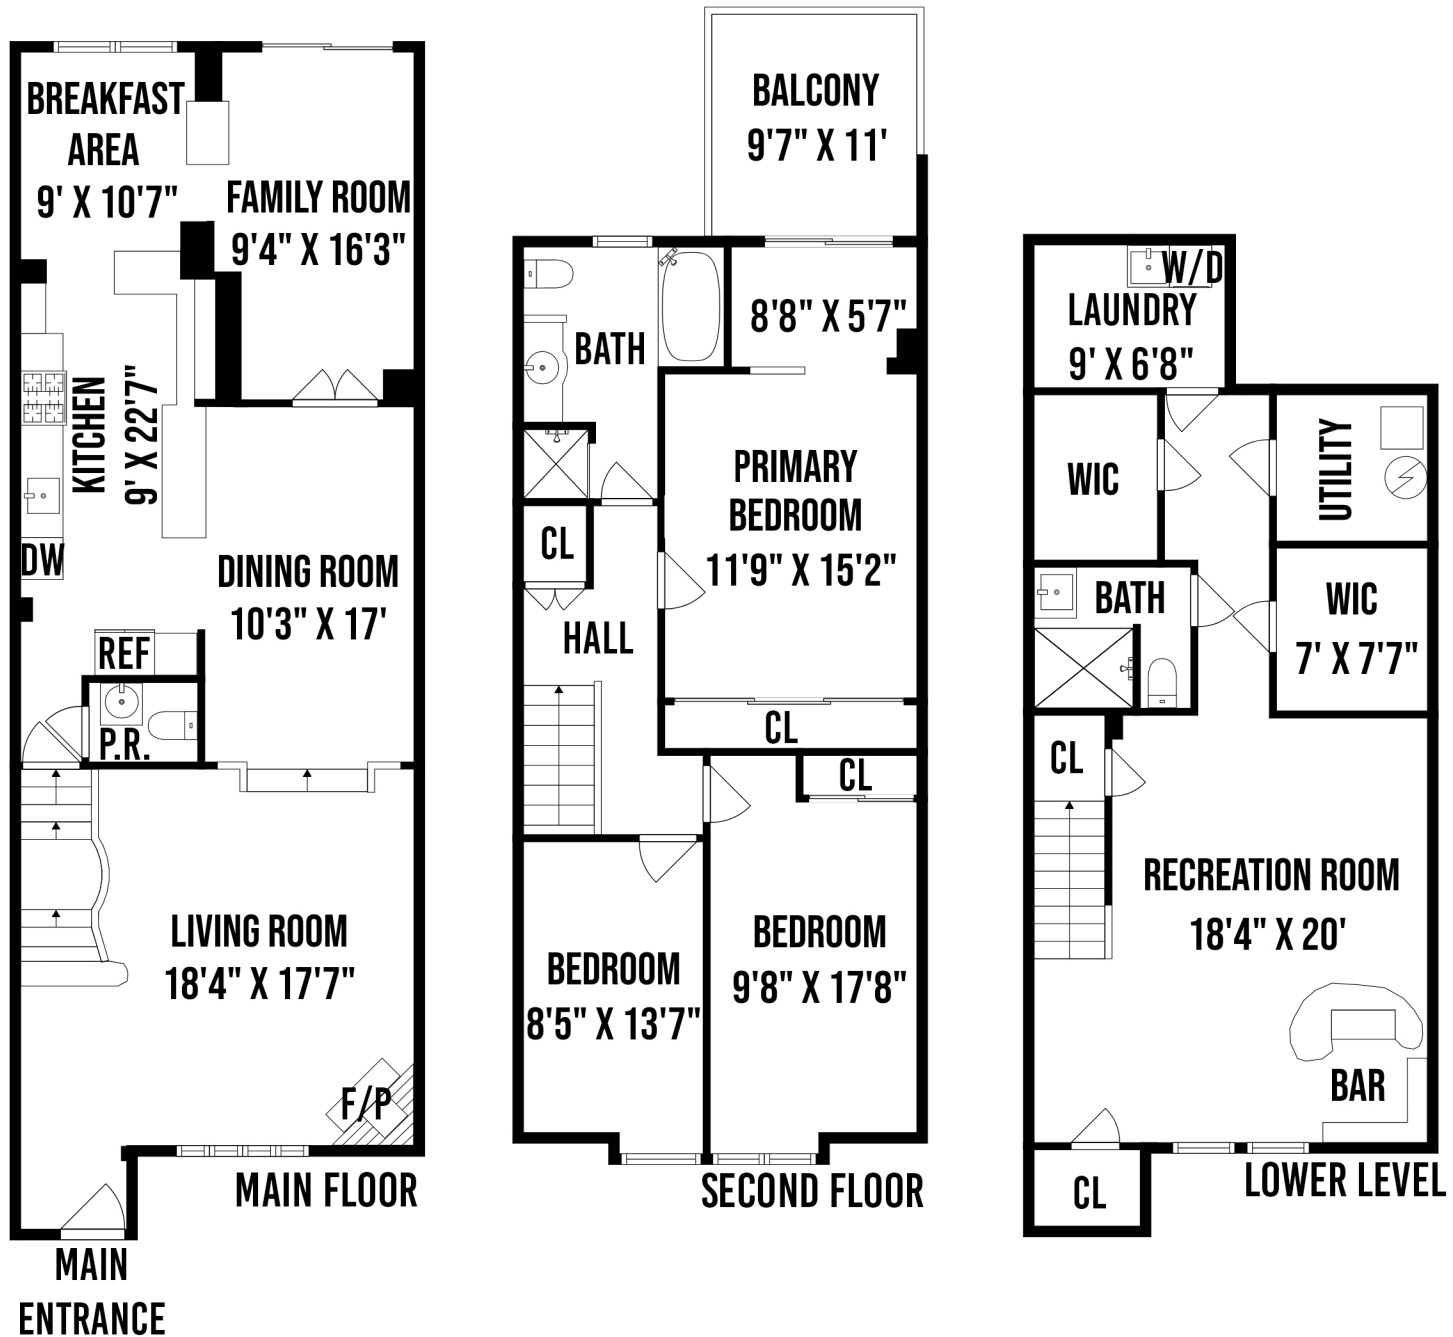 BREAKFAST
AREA
9' X 10'7"
FAMILY ROOM
9'4" X 16'3"
KITCHEN
9' X 22'7"
DW
DINING ROOM
10'3" X 17'
REF
P.R.
LIVING ROOM
18'4" X 17'7"
F/P
MAIN FLOOR
MAIN
ENTRANCE
BALCONY
9'7" X 11'
8'8" X 5'7"
BATH
PRIMARY
BEDROOM
11'9" X 15'2"
CL
HALL
CL
CL
BEDROOM
8'5" X 13'7"
BEDROOM
9'8" X 17'8"
SECOND FLOOR
W/D
LAUNDRY
9' X 6'8"
WIC
UTILITY
BATH
WIC
7' X 7'7"
CL
RECREATION ROOM
18'4" X 20'
BAR
CL
LOWER LEVEL